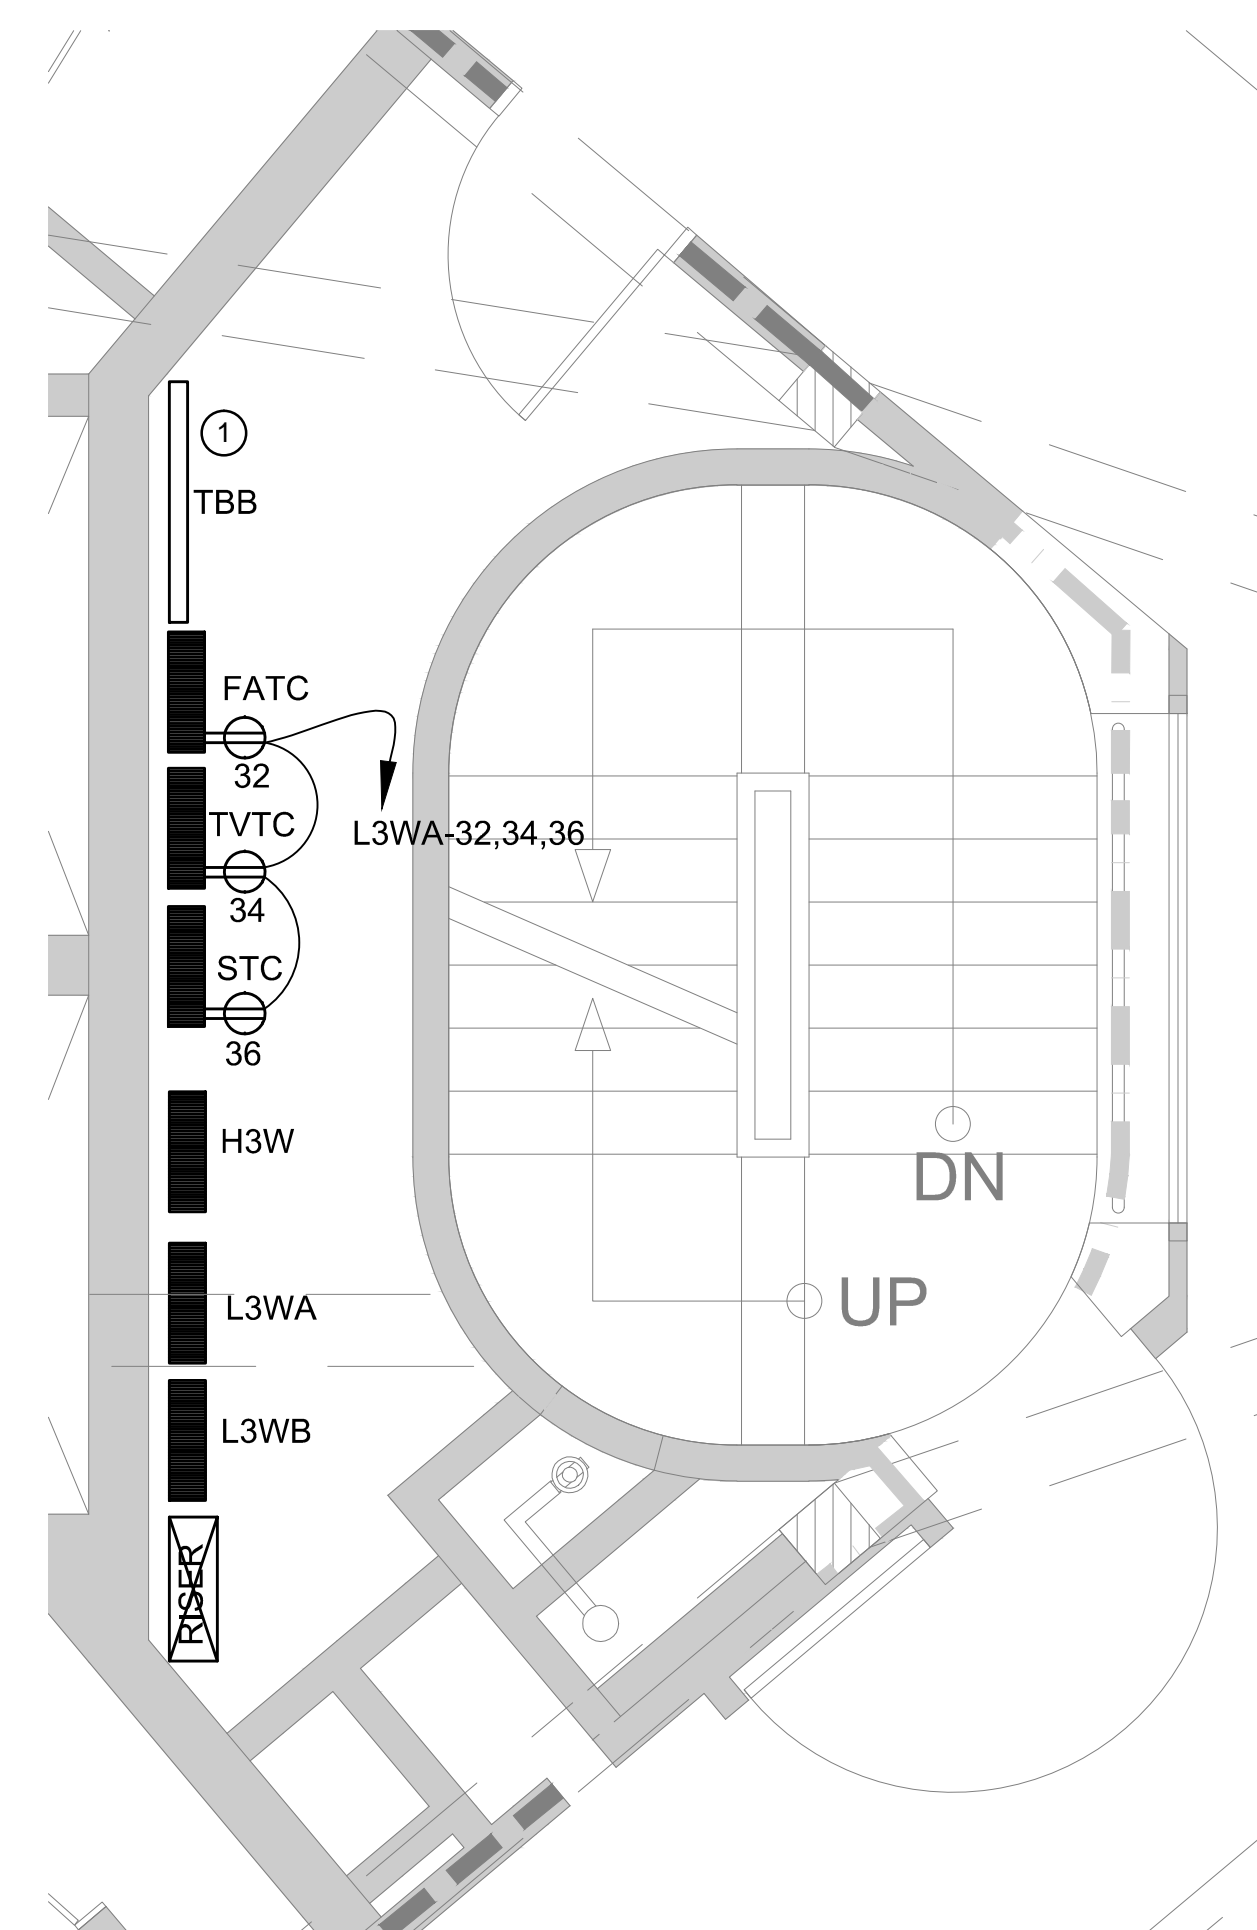 1
TBB
FATC
32
TVTC
L3WA-32,34,36
34
STC
36
H3W
DN
UP
L3WA
L3WB
RISER